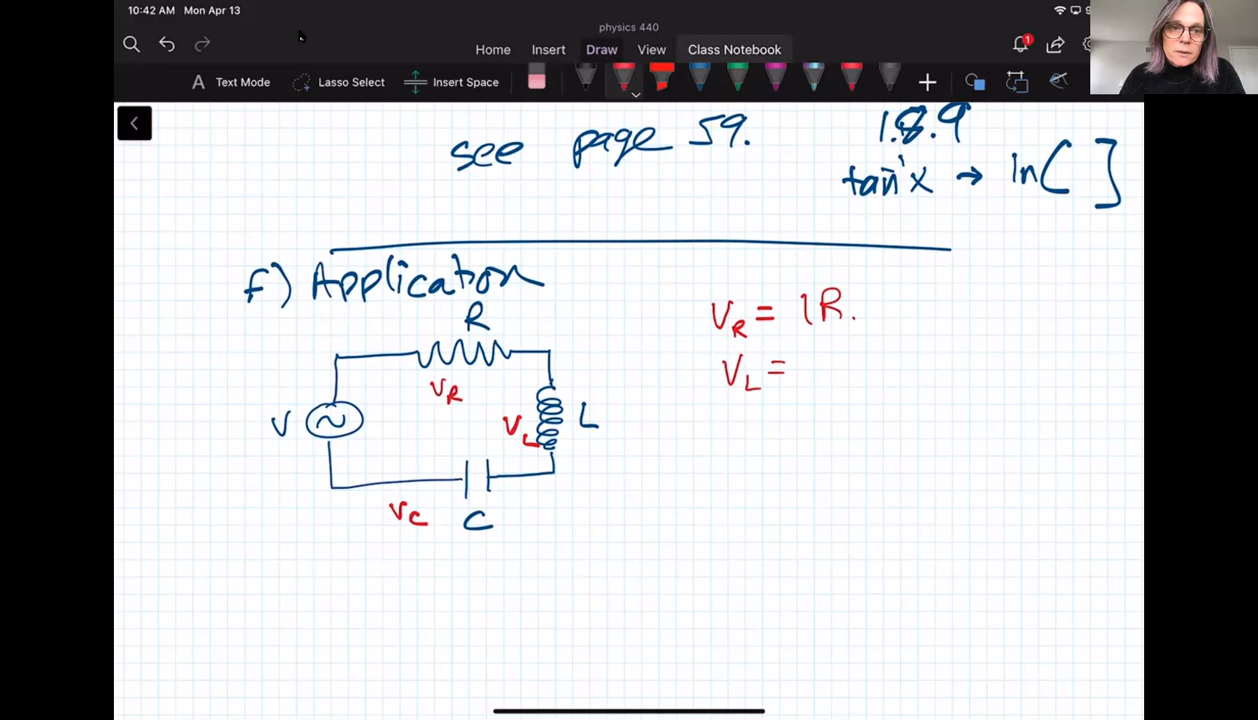 10:42 AM Mon Apr 13
physics 440
Home Insert Draw View Class Notebook
1
Text Mode Lasso Select Insert Space
see page 59.
1.8.9
tan⁻¹x → ln( ]
f) Application
R
V_R = IR.
V_R
V_L =
V
V_L
L
V_C
C